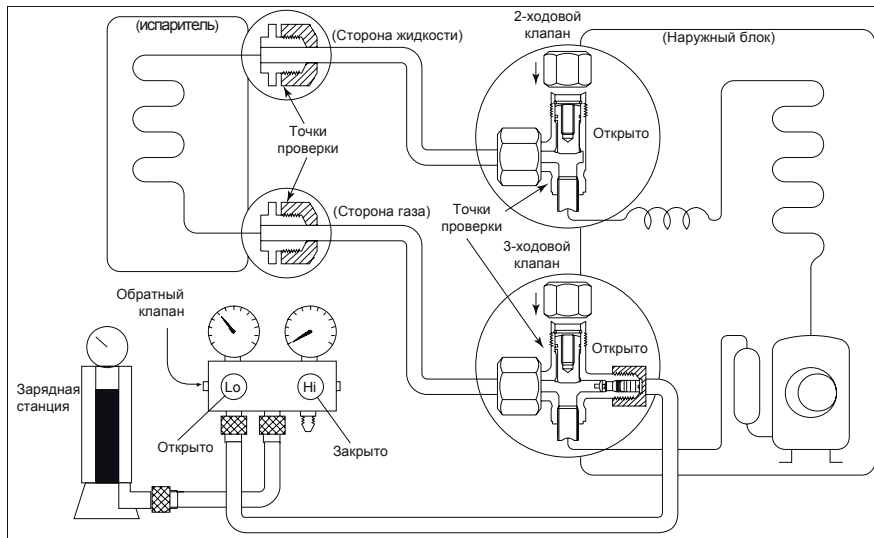 (испаритель)
(Сторона жидкости)
2-ходовой
клапан
(Наружный блок)
Точки
проверки
Открыто
(Сторона газа)
Точки
проверки
3-ходовой
клапан
Обратный
клапан
Открыто
Зарядная
станция
Lo
Hi
Открыто
Закрыто